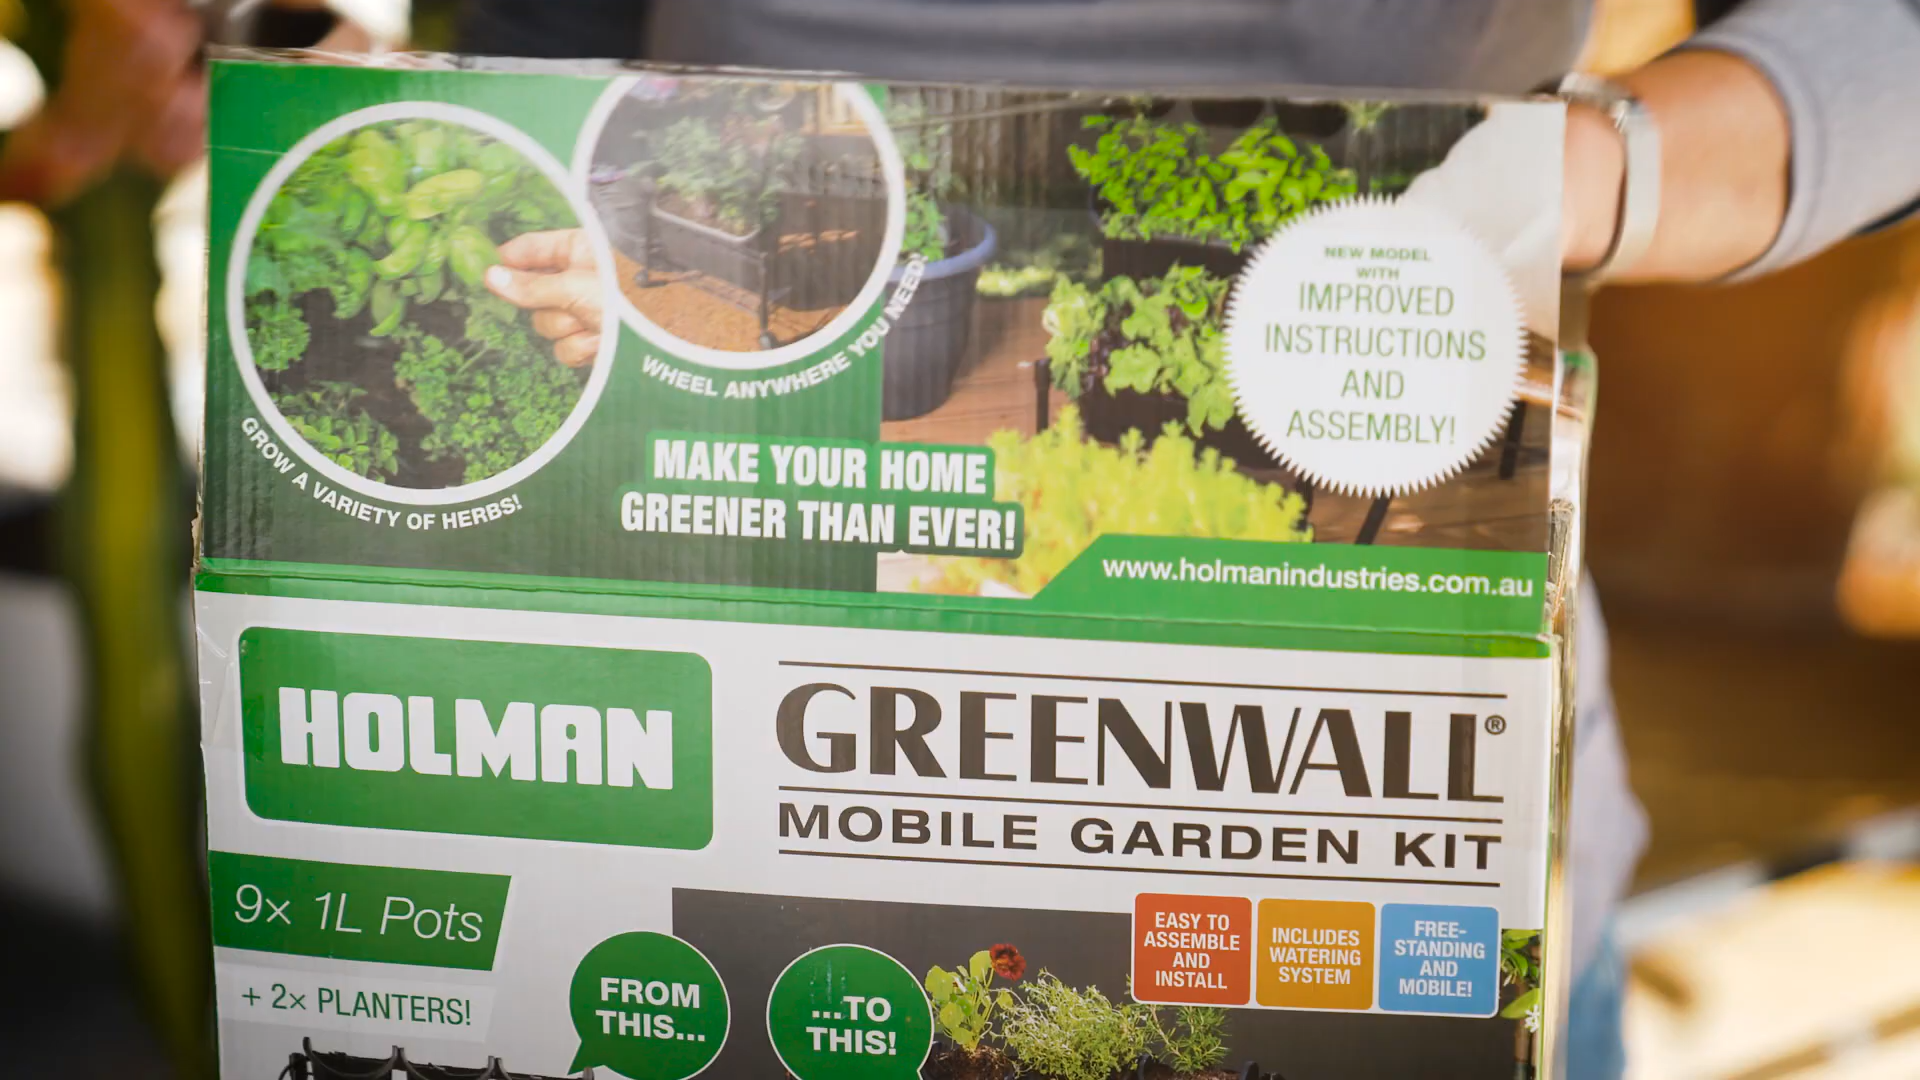 GROW A VARIETY OF HERBS!
WHEEL ANYWHERE YOU NEED!
NEW MODEL
WITH
IMPROVED
INSTRUCTIONS
AND
ASSEMBLY!
MAKE YOUR HOME
GREENER THAN EVER!
www.holmanindustries.com.au
HOLMAN
GREENWALL®
MOBILE GARDEN KIT
9x 1L Pots
+ 2x PLANTERS!
FROM
THIS...
...TO
THIS!
EASY TO
ASSEMBLE
AND
INSTALL
INCLUDES
WATERING
SYSTEM
FREE-
STANDING
AND
MOBILE!